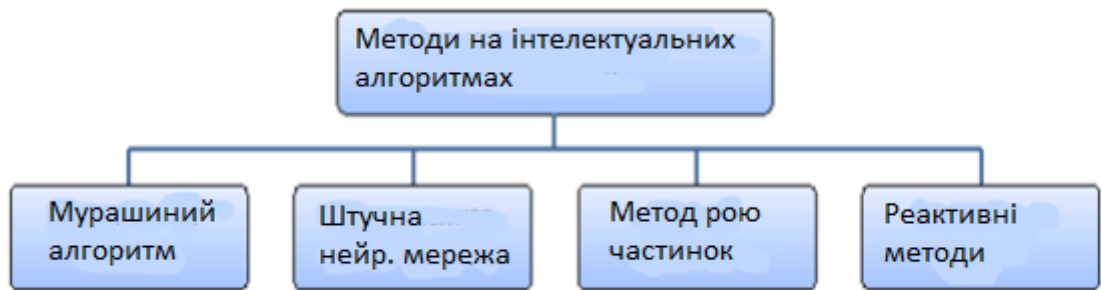 Методи на інтелектуальних
алгоритмах
Мурашиний
алгоритм
Штучна
нейр. мережа
Метод рою
частинок
Реактивні
методи